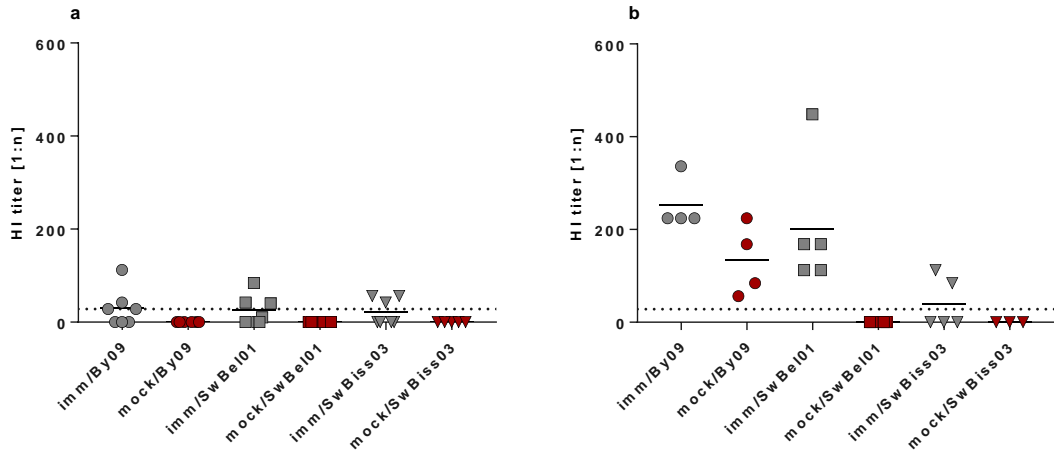 a
600
400
200
0
HI titer [1:n]
imm/By09
mock/By09
imm/SwBel01
mock/SwBel01
imm/SwBiss03
mock/SwBiss03
b
600
400
200
0
HI titer [1:n]
imm/By09
mock/By09
imm/SwBel01
mock/SwBel01
imm/SwBiss03
mock/SwBiss03